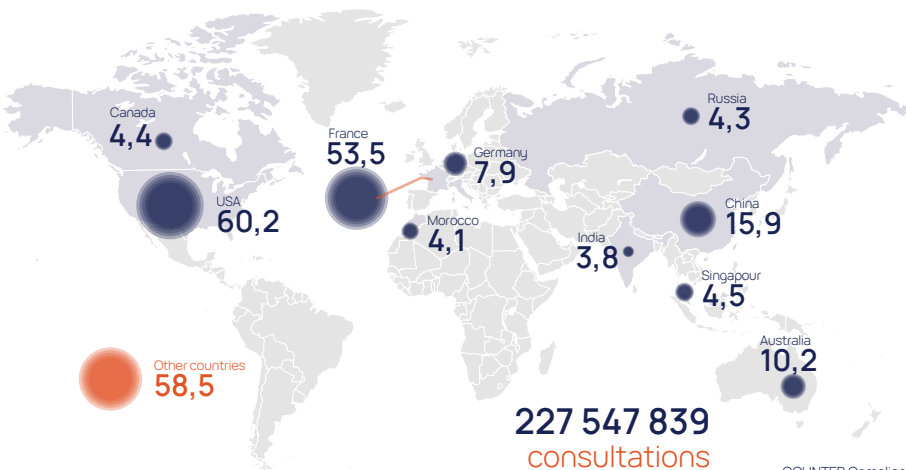 Canada
4,4
USA
60,2
France
53,5
Germany
7,9
Morocco
4,1
Russia
4,3
China
15,9
India
3,8
Singapour
4,5
Australia
10,2
Other countries
58,5
227 547 839
consultations